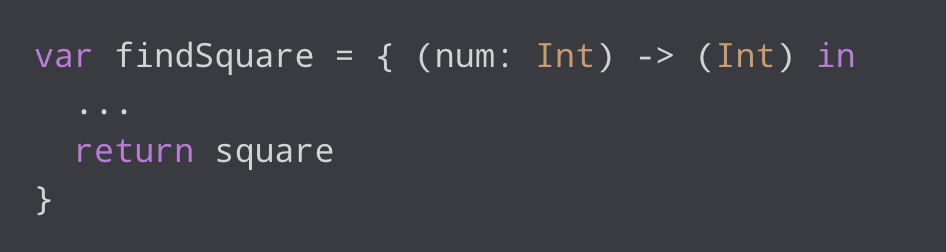 var findSquare = { (num: Int) -> (Int) in
  ...
  return square
}